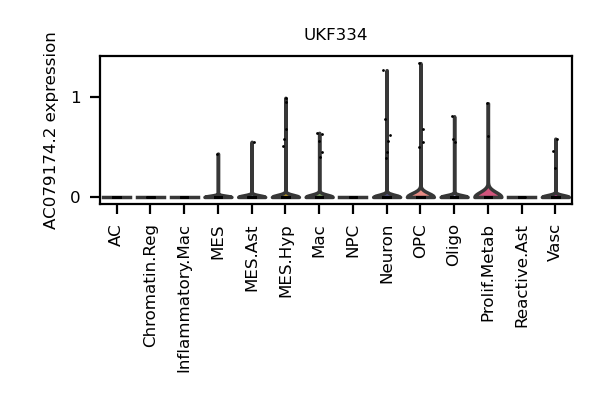 UKF334
AC079174.2 expression
1
0
AC
Chromatin.Reg
Inflammatory.Mac
MES
MES.Ast
MES.Hyp
Mac
NPC
Neuron
OPC
Oligo
Prolif.Metab
Reactive.Ast
Vasc